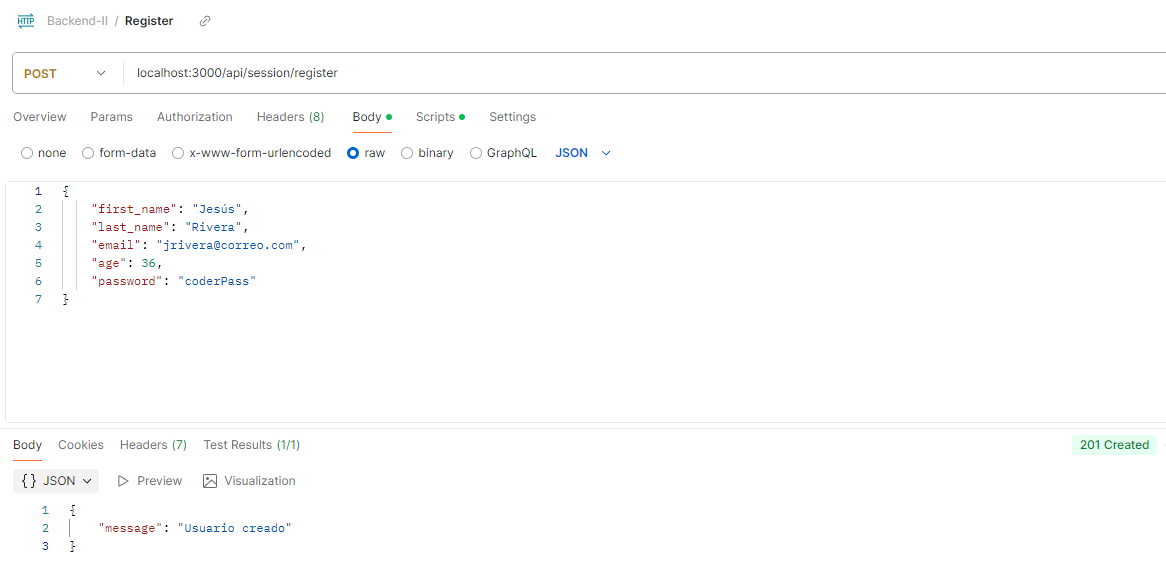 HTTP Backend-II / Register
POST localhost:3000/api/session/register
Overview Params Authorization Headers (8) Body Scripts Settings
none form-data x-www-form-urlencoded raw binary GraphQL JSON
1 {
2 "first_name": "Jesús",
3 "last_name": "Rivera",
4 "email": "jrivera@correo.com",
5 "age": 36,
6 "password": "coderPass"
7 }
Body Cookies Headers (7) Test Results (1/1) 201 Created
{} JSON Preview Visualization
1 {
2 "message": "Usuario creado"
3 }